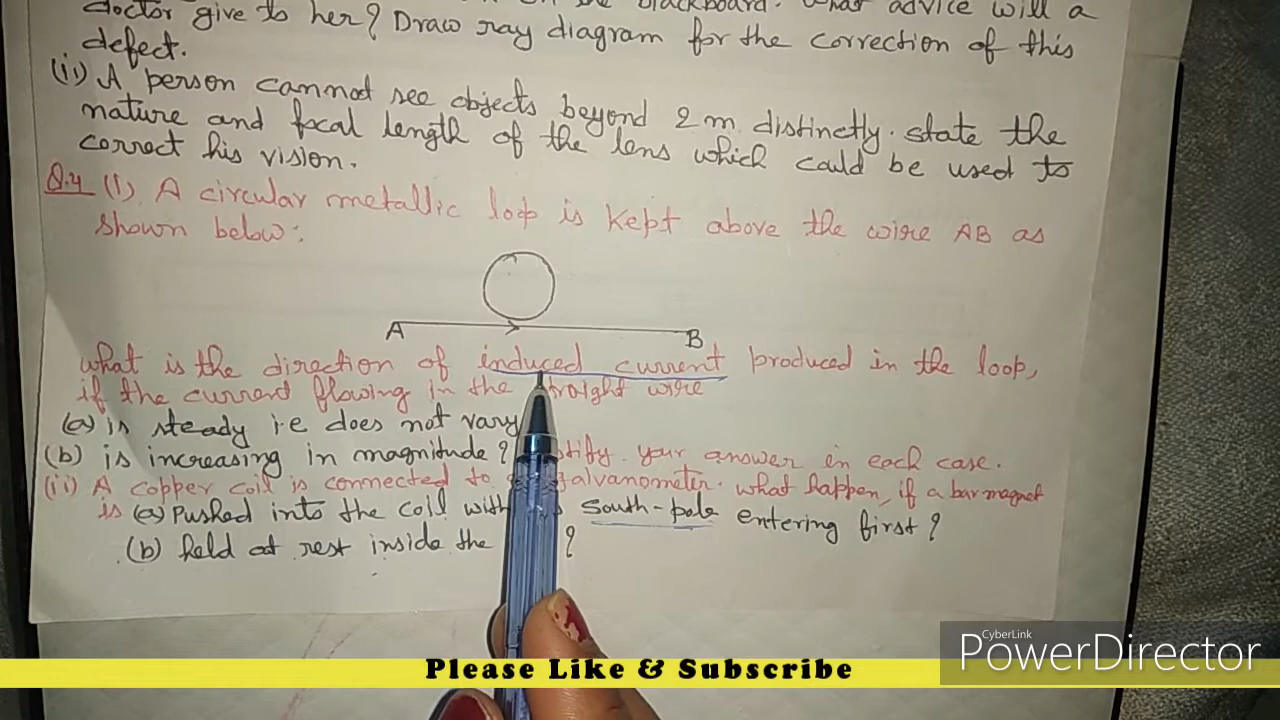 doctor give to her? Draw ray diagram for the correction of this
defect.
(ii) A person cannot see objects beyond 2 m distinctly. state the
nature and focal length of the lens which could be used to
correct his vision.
Q.4 (i). A circular metallic loop is kept above the wire AB as
shown below:
A B
what is the direction of induced current produced in the loop,
if the current flowing in the straight wire
(a) is steady i.e does not vary
(b) is increasing in magnitude? your answer in each case.
(ii) A copper coil is connected to galvanometer. what happen, if a bar magnet
is (a) pushed into the coil with south-pole entering first?
(b) held at rest inside the ?
CyberLink
PowerDirector
Please Like & Subscribe